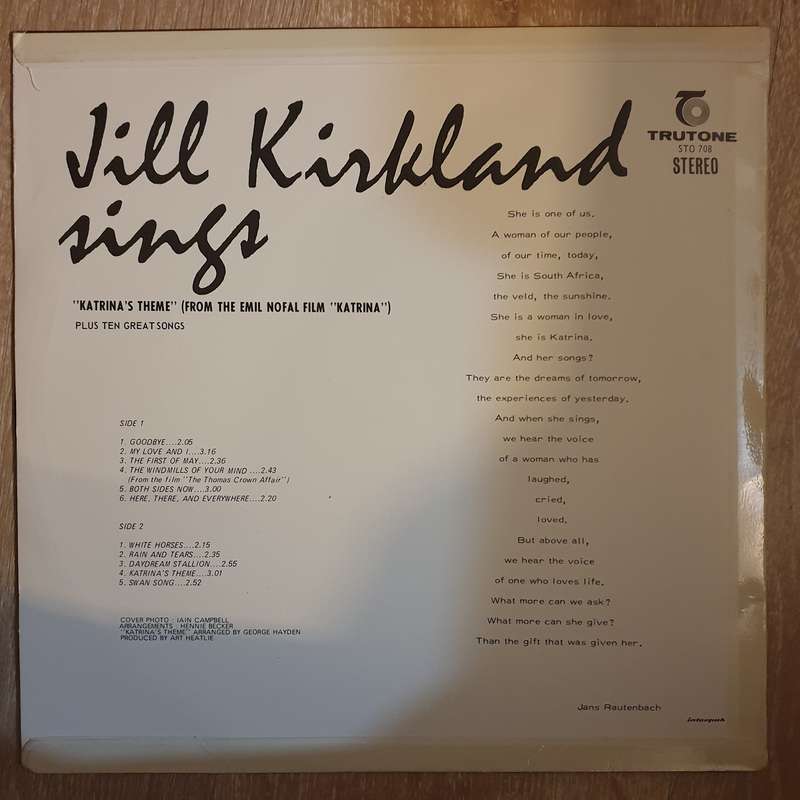 Jill Kirkland
sings
TRUTONE
STO 708
STEREO
"KATRINA'S THEME" (FROM THE EMIL NOFAL FILM "KATRINA")
PLUS TEN GREAT SONGS
SIDE 1
1. GOODBYE....2.05
2. MY LOVE AND I....3.16
3. THE FIRST OF MAY....2.36
4. THE WINDMILLS OF YOUR MIND ....2.43
(From the film "The Thomas Crown Affair")
5. BOTH SIDES NOW....3.00
6. HERE, THERE, AND EVERYWHERE....2.20
SIDE 2
1. WHITE HORSES....2.15
2. RAIN AND TEARS....2.35
3. DAYDREAM STALLION....2.55
4. KATRINA'S THEME....3.01
5. SWAN SONG....2.52
COVER PHOTO : IAIN CAMPBELL
ARRANGEMENTS : HENNIE BECKER
"KATRINA'S THEME" ARRANGED BY GEORGE HAYDEN
PRODUCED BY ART HEATLIE
She is one of us.
A woman of our people,
of our time, today,
She is South Africa,
the veld, the sunshine.
She is a woman in love,
she is Katrina.
And her songs?
They are the dreams of tomorrow,
the experiences of yesterday.
And when she sings,
we hear the voice
of a woman who has
laughed,
cried,
loved.
But above all,
we hear the voice
of one who loves life.
What more can we ask?
What more can she give?
Than the gift that was given her.
Jans Rautenbach